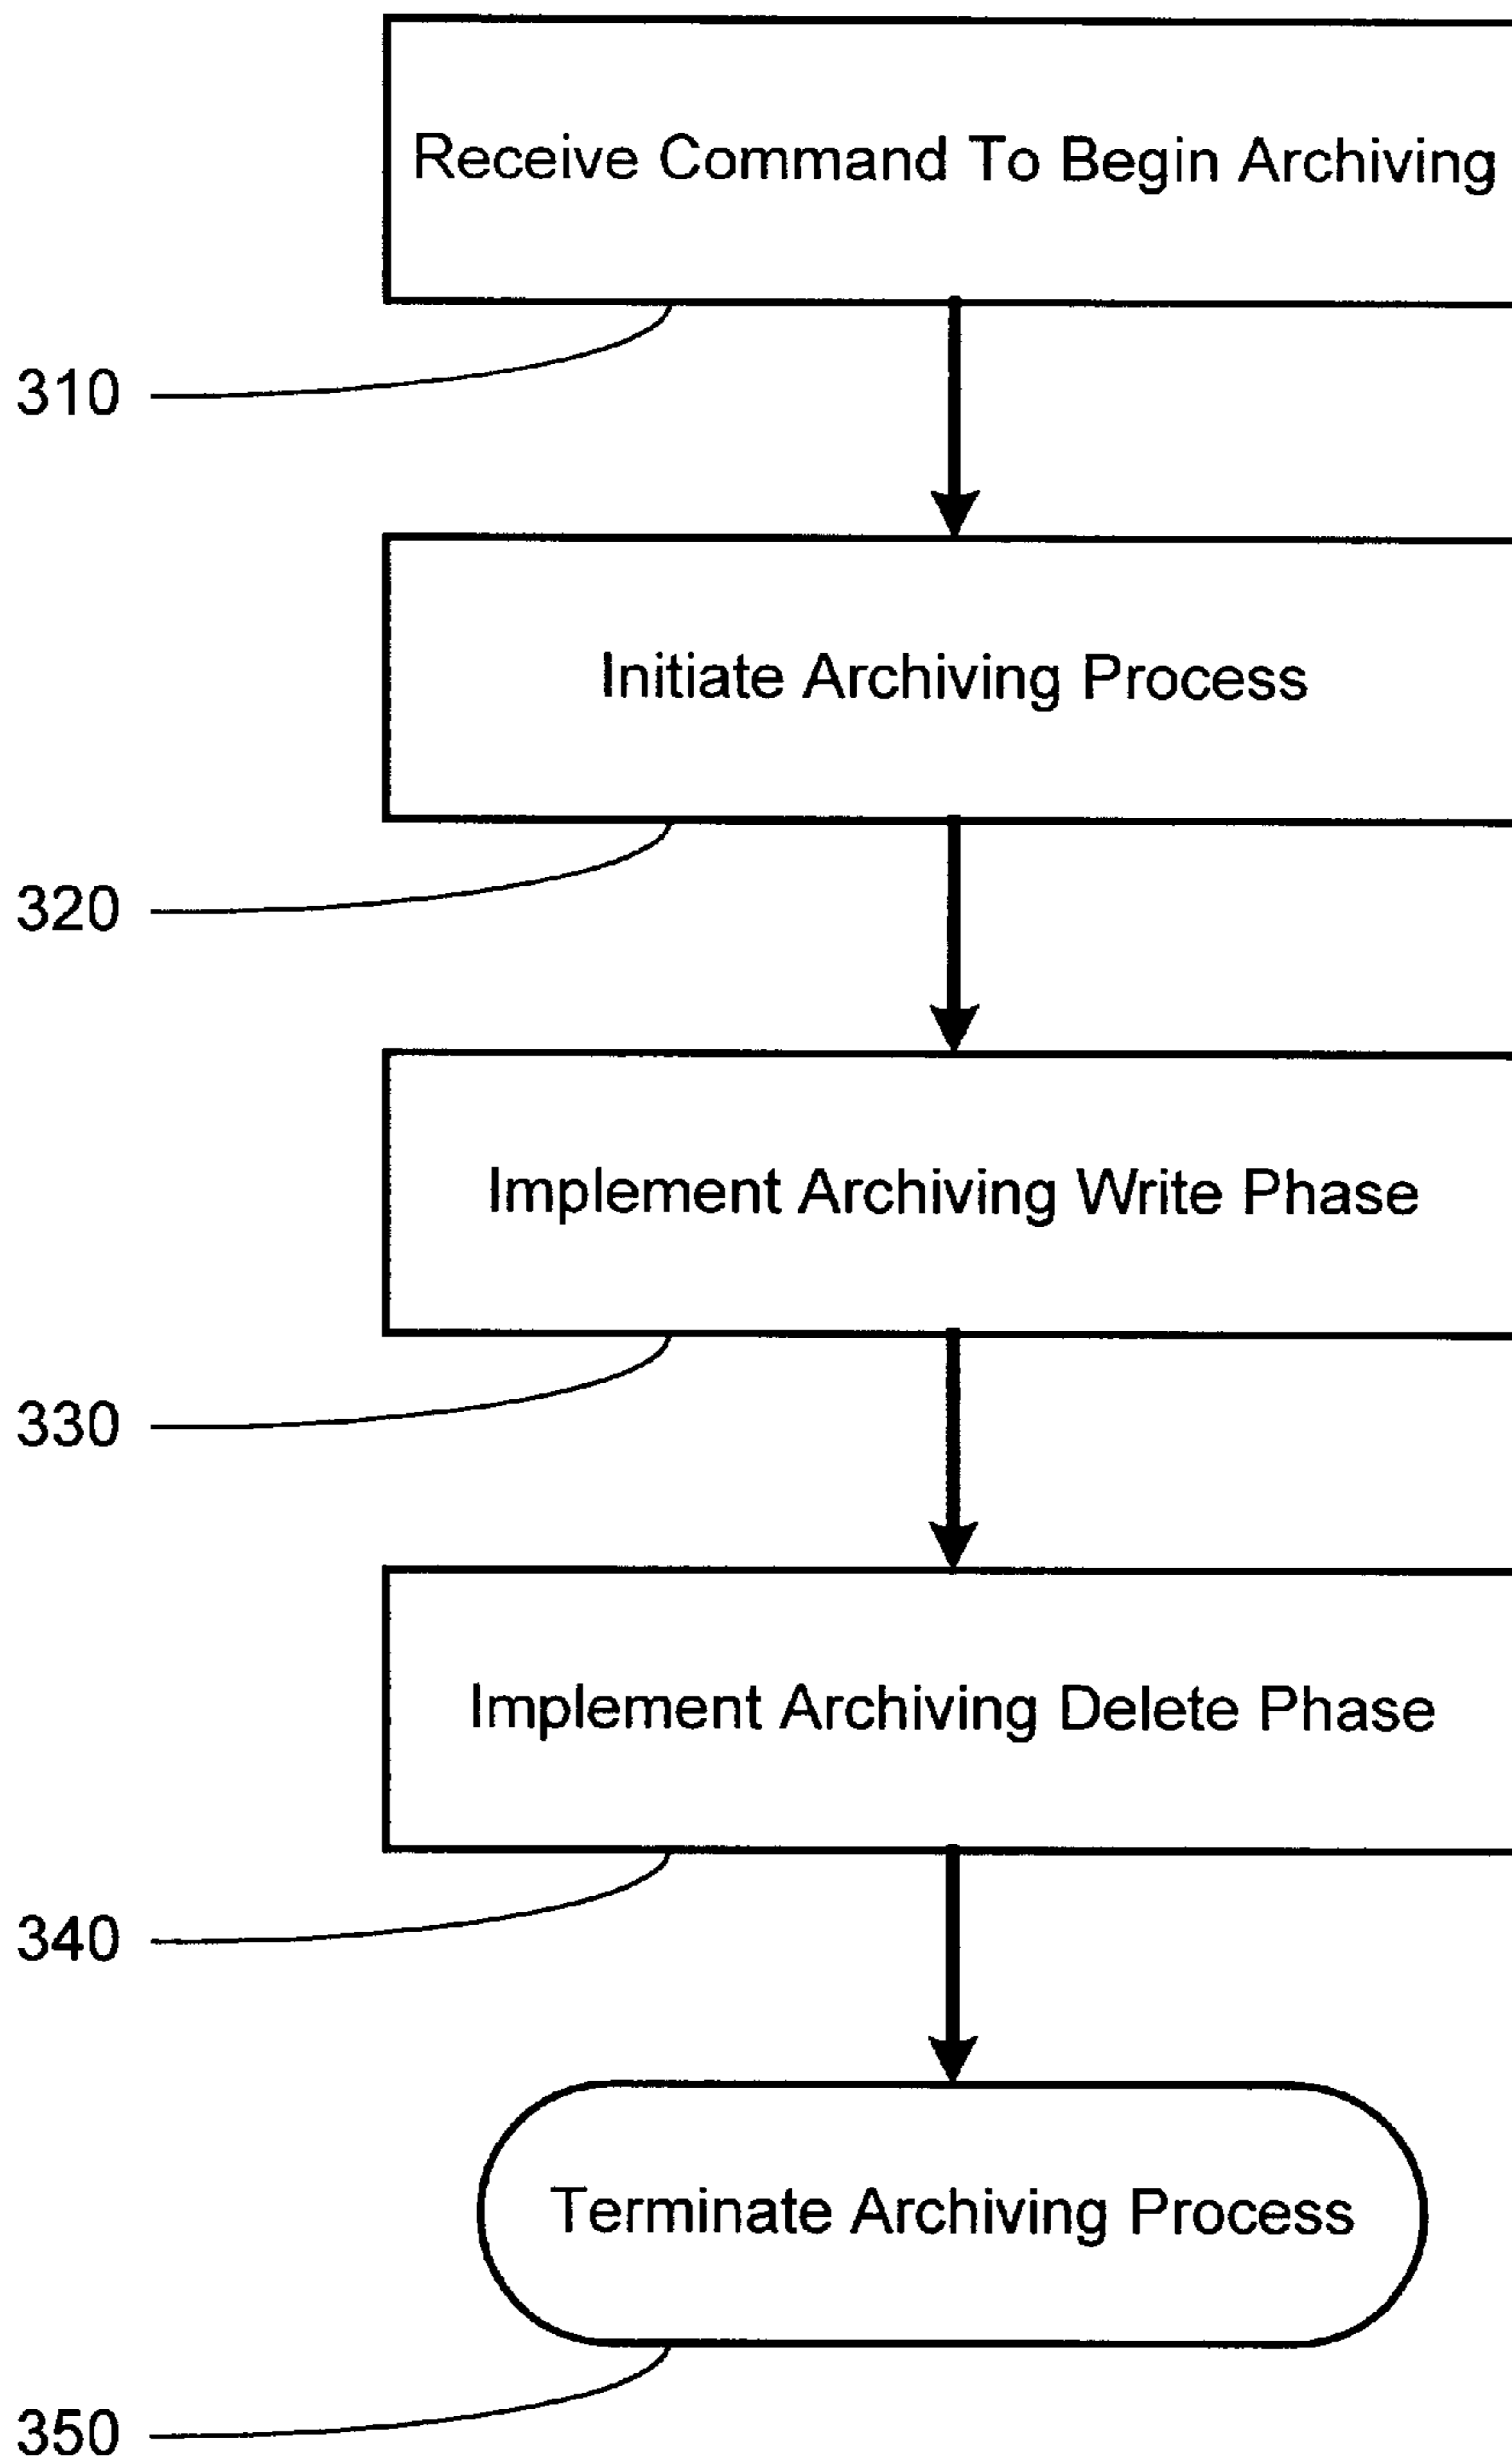 Receive Command To Begin Archiving
310
Initiate Archiving Process
320
Implement Archiving Write Phase
330
Implement Archiving Delete Phase
340
Terminate Archiving Process
350